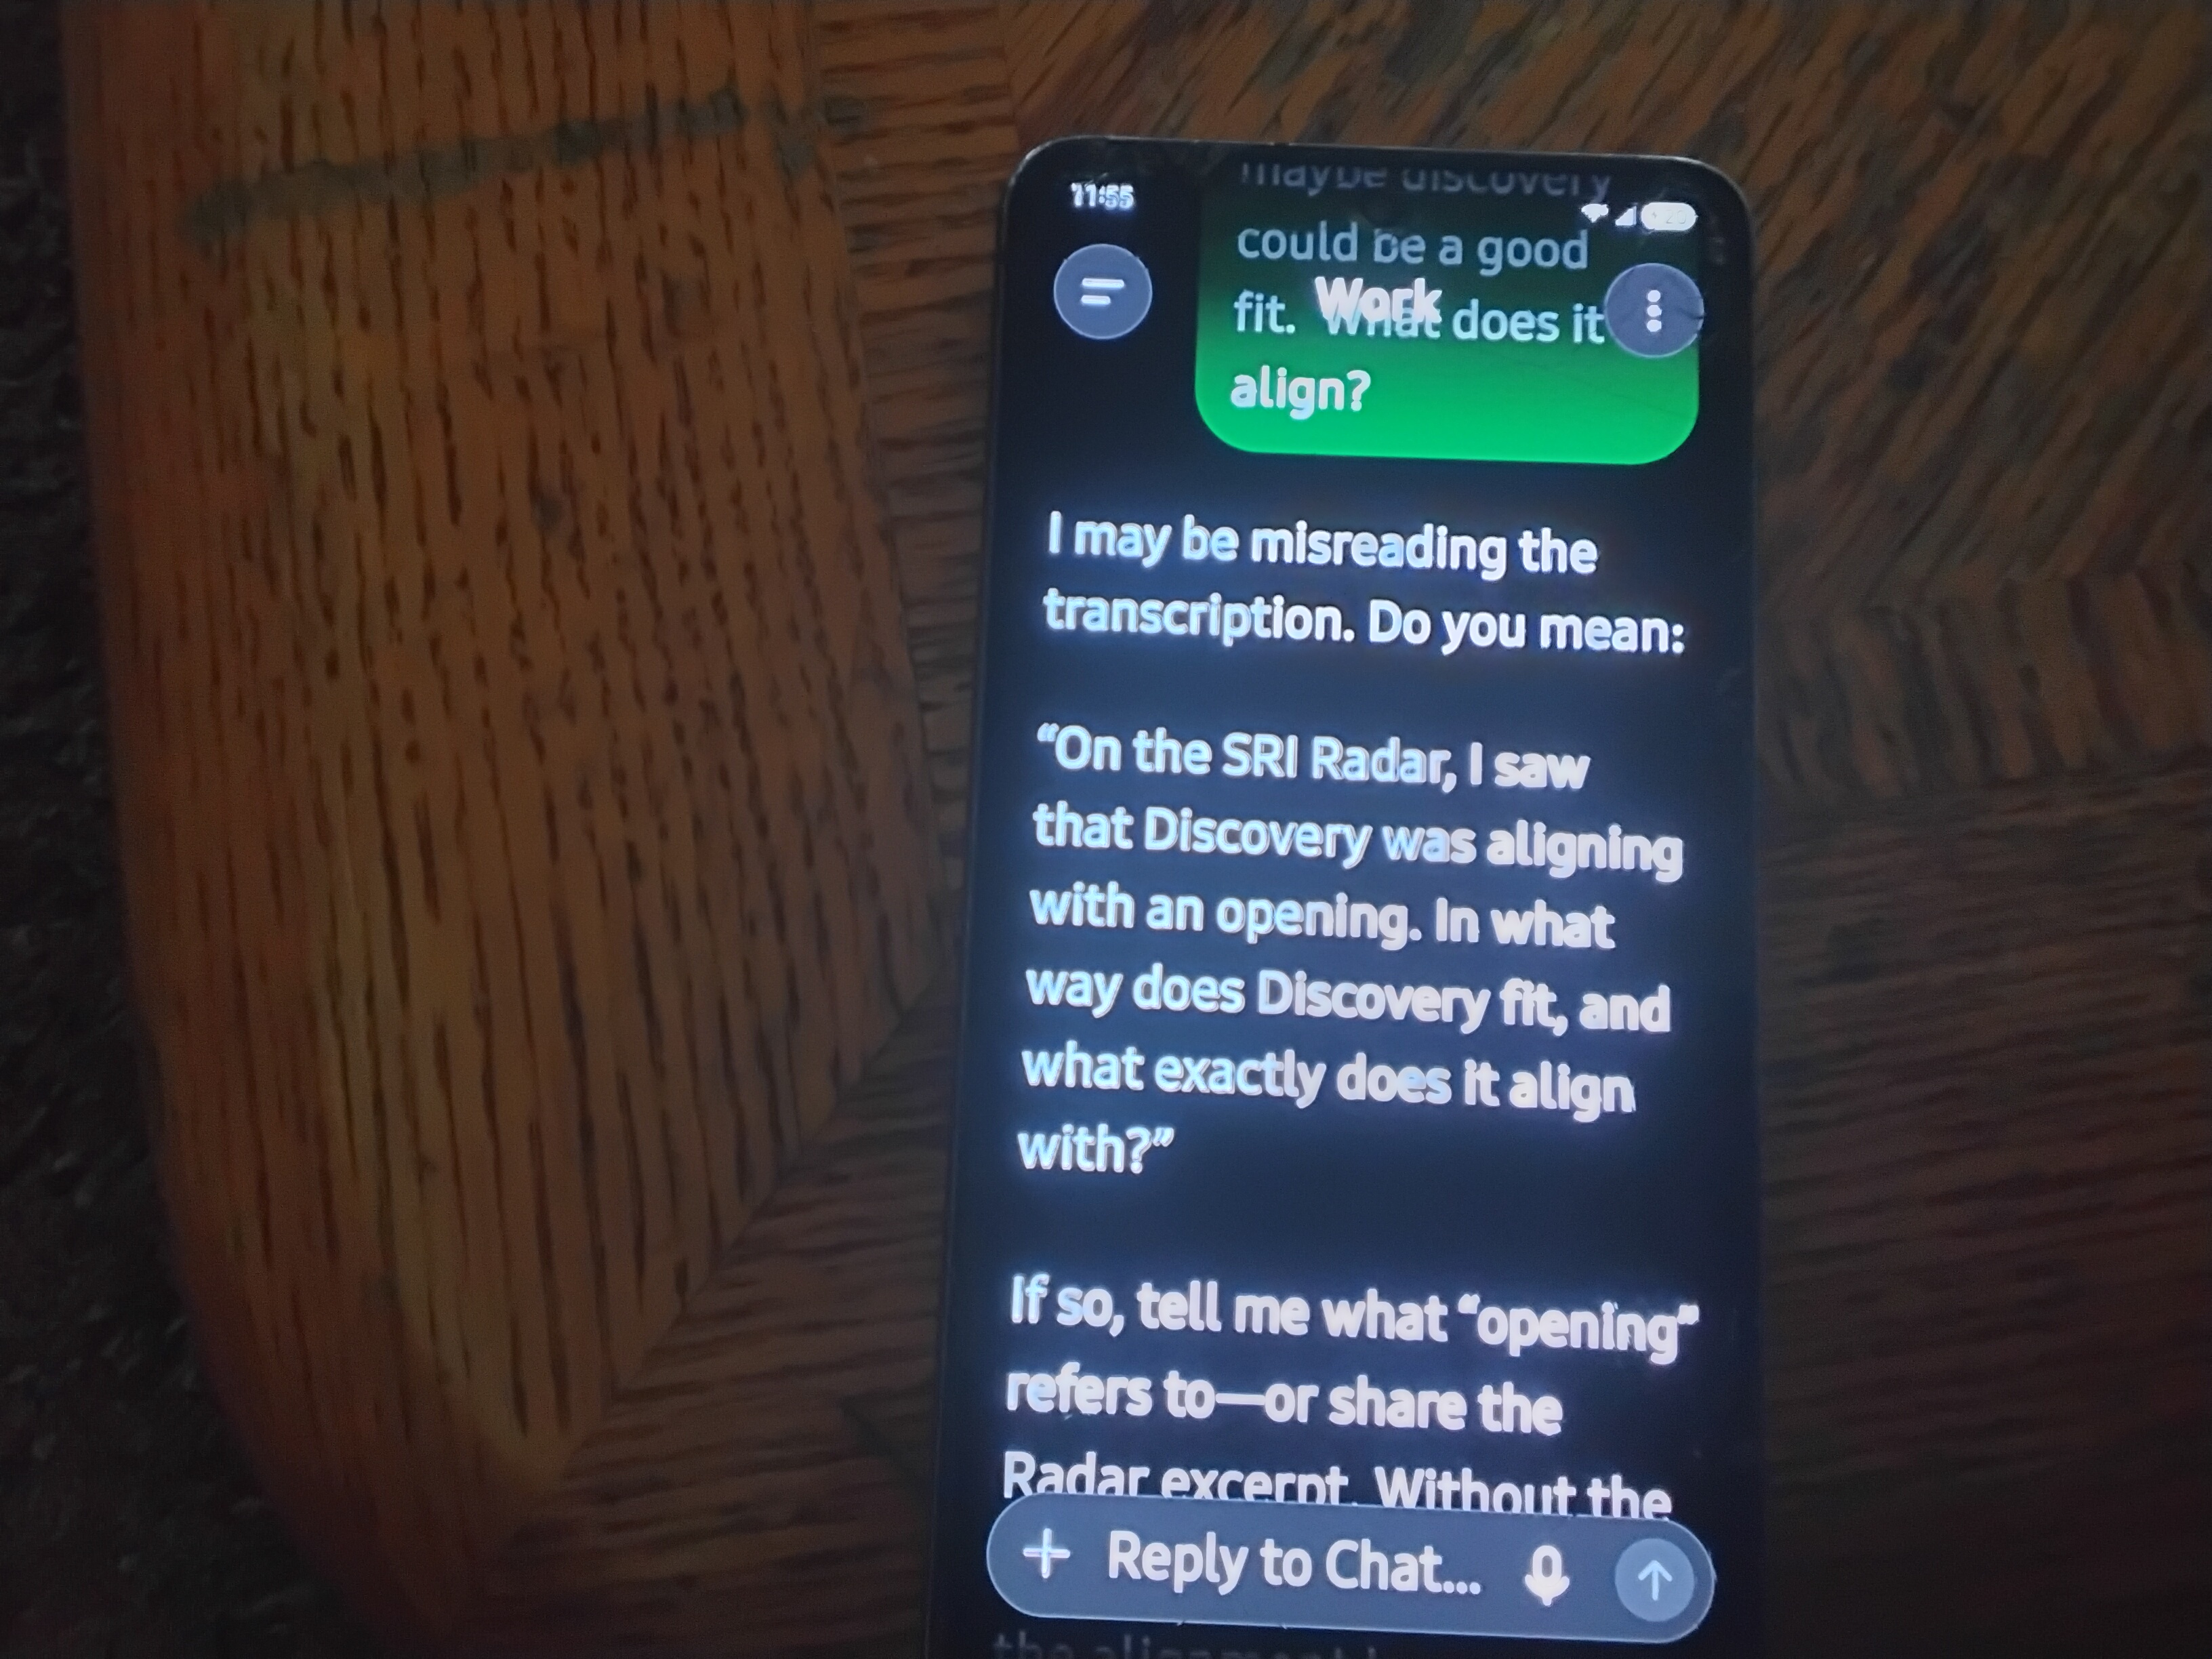 11:55
maybe discovery
could be a good
Work
fit. What does it
align?
I may be misreading the
transcription. Do you mean:
“On the SRI Radar, I saw
that Discovery was aligning
with an opening. In what
way does Discovery fit, and
what exactly does it align
with?”
If so, tell me what “opening”
refers to—or share the
Radar excerpt. Without the
Reply to Chat...